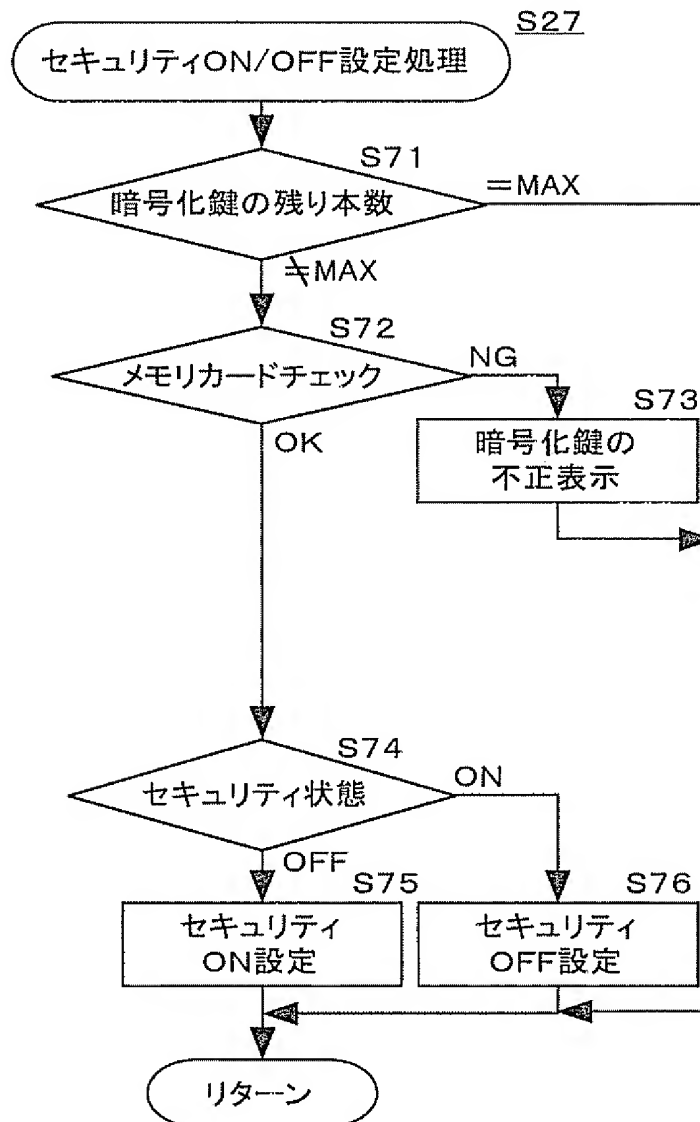 S27
セキュリティON/OFF設定処理
S71
暗号化鍵の残り本数
=MAX
≠MAX
S72
メモリカードチェック
NG
OK
S73
暗号化鍵の
不正表示
S74
セキュリティ状態
ON
OFF
S75
セキュリティ
ON設定
S76
セキュリティ
OFF設定
リターン